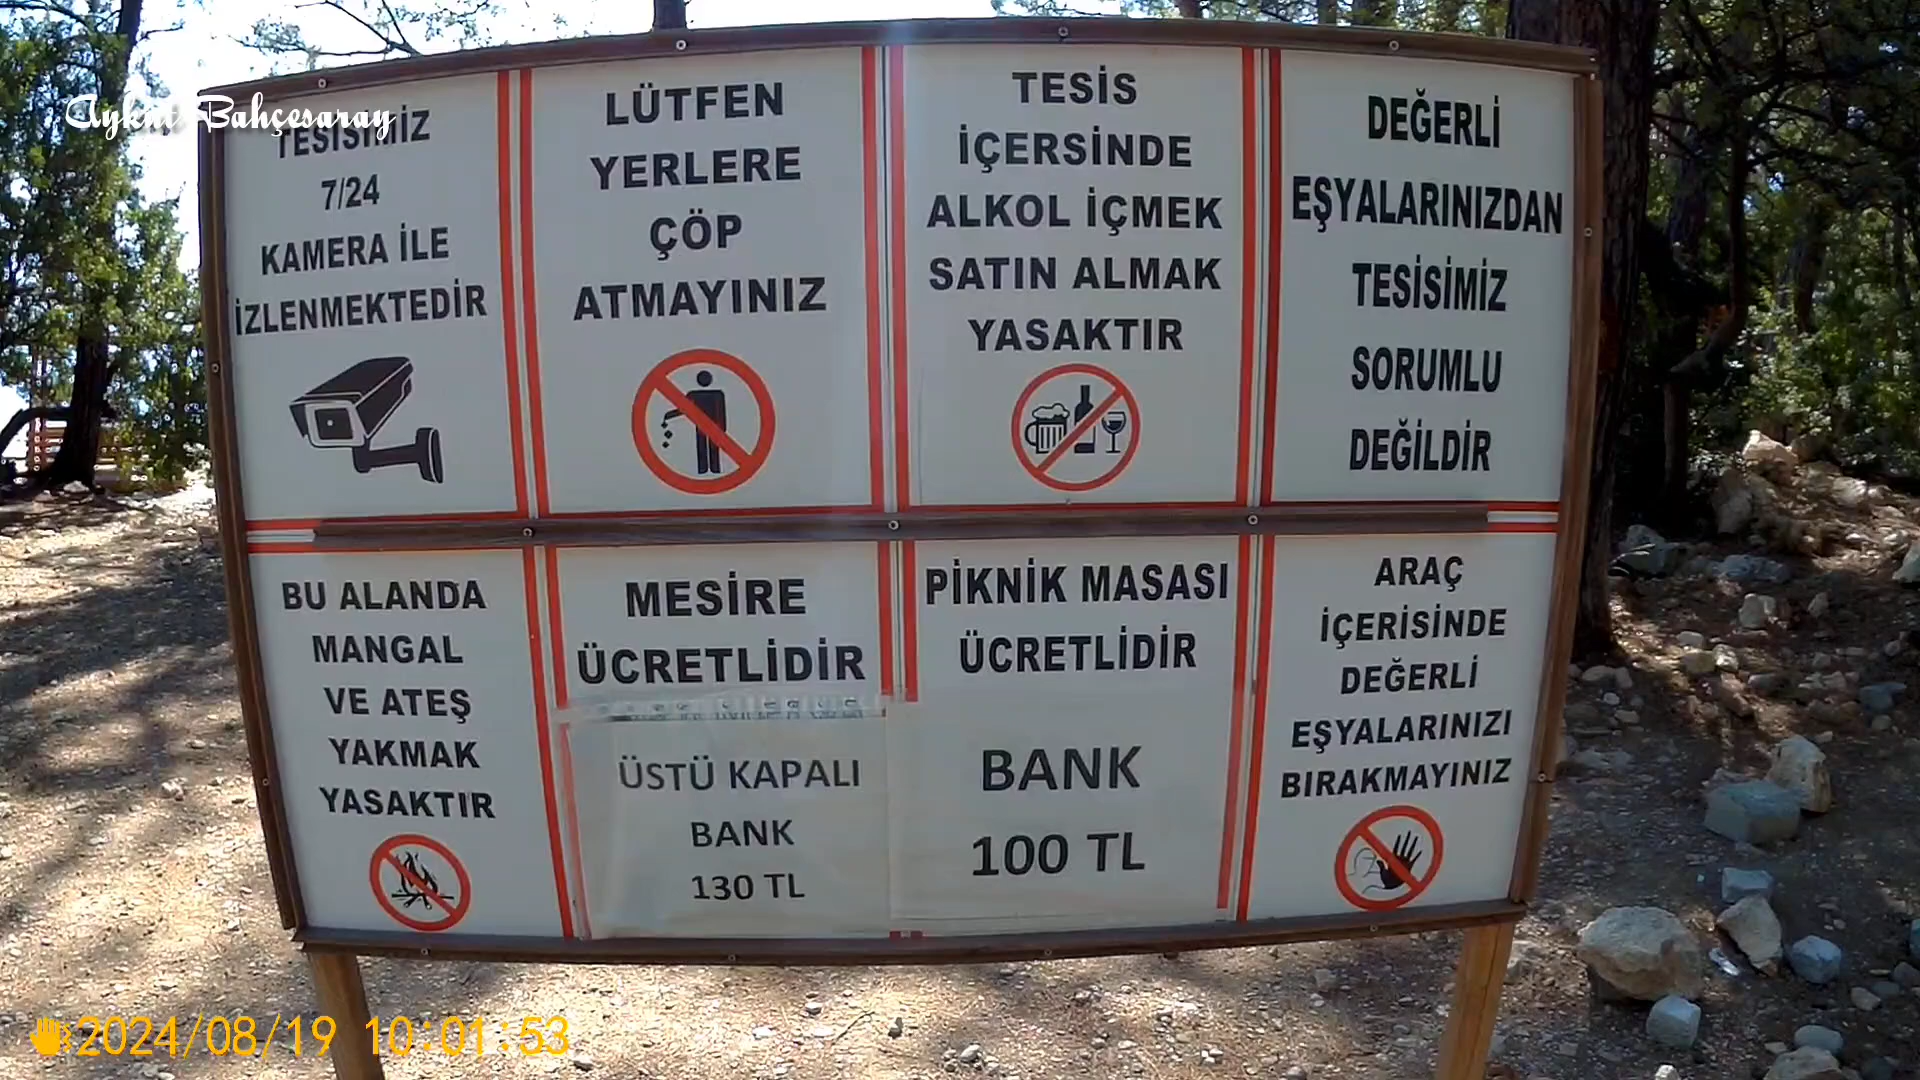 Aykut Bahçesaray
TESİSİMİZ
7/24
KAMERA İLE
İZLENMEKTEDİR
LÜTFEN
YERLERE
ÇÖP
ATMAYINIZ
TESİS
İÇERSİNDE
ALKOL İÇMEK
SATIN ALMAK
YASAKTIR
DEĞERLİ
EŞYALARINIZDAN
TESİSİMİZ
SORUMLU
DEĞİLDİR
BU ALANDA
MANGAL
VE ATEŞ
YAKMAK
YASAKTIR
MESİRE
ÜCRETLİDİR
ÜSTÜ KAPALI
BANK
130 TL
PİKNİK MASASI
ÜCRETLİDİR
BANK
100 TL
ARAÇ
İÇERİSİNDE
DEĞERLİ
EŞYALARINIZI
BIRAKMAYINIZ
2024/08/19 10:01:53